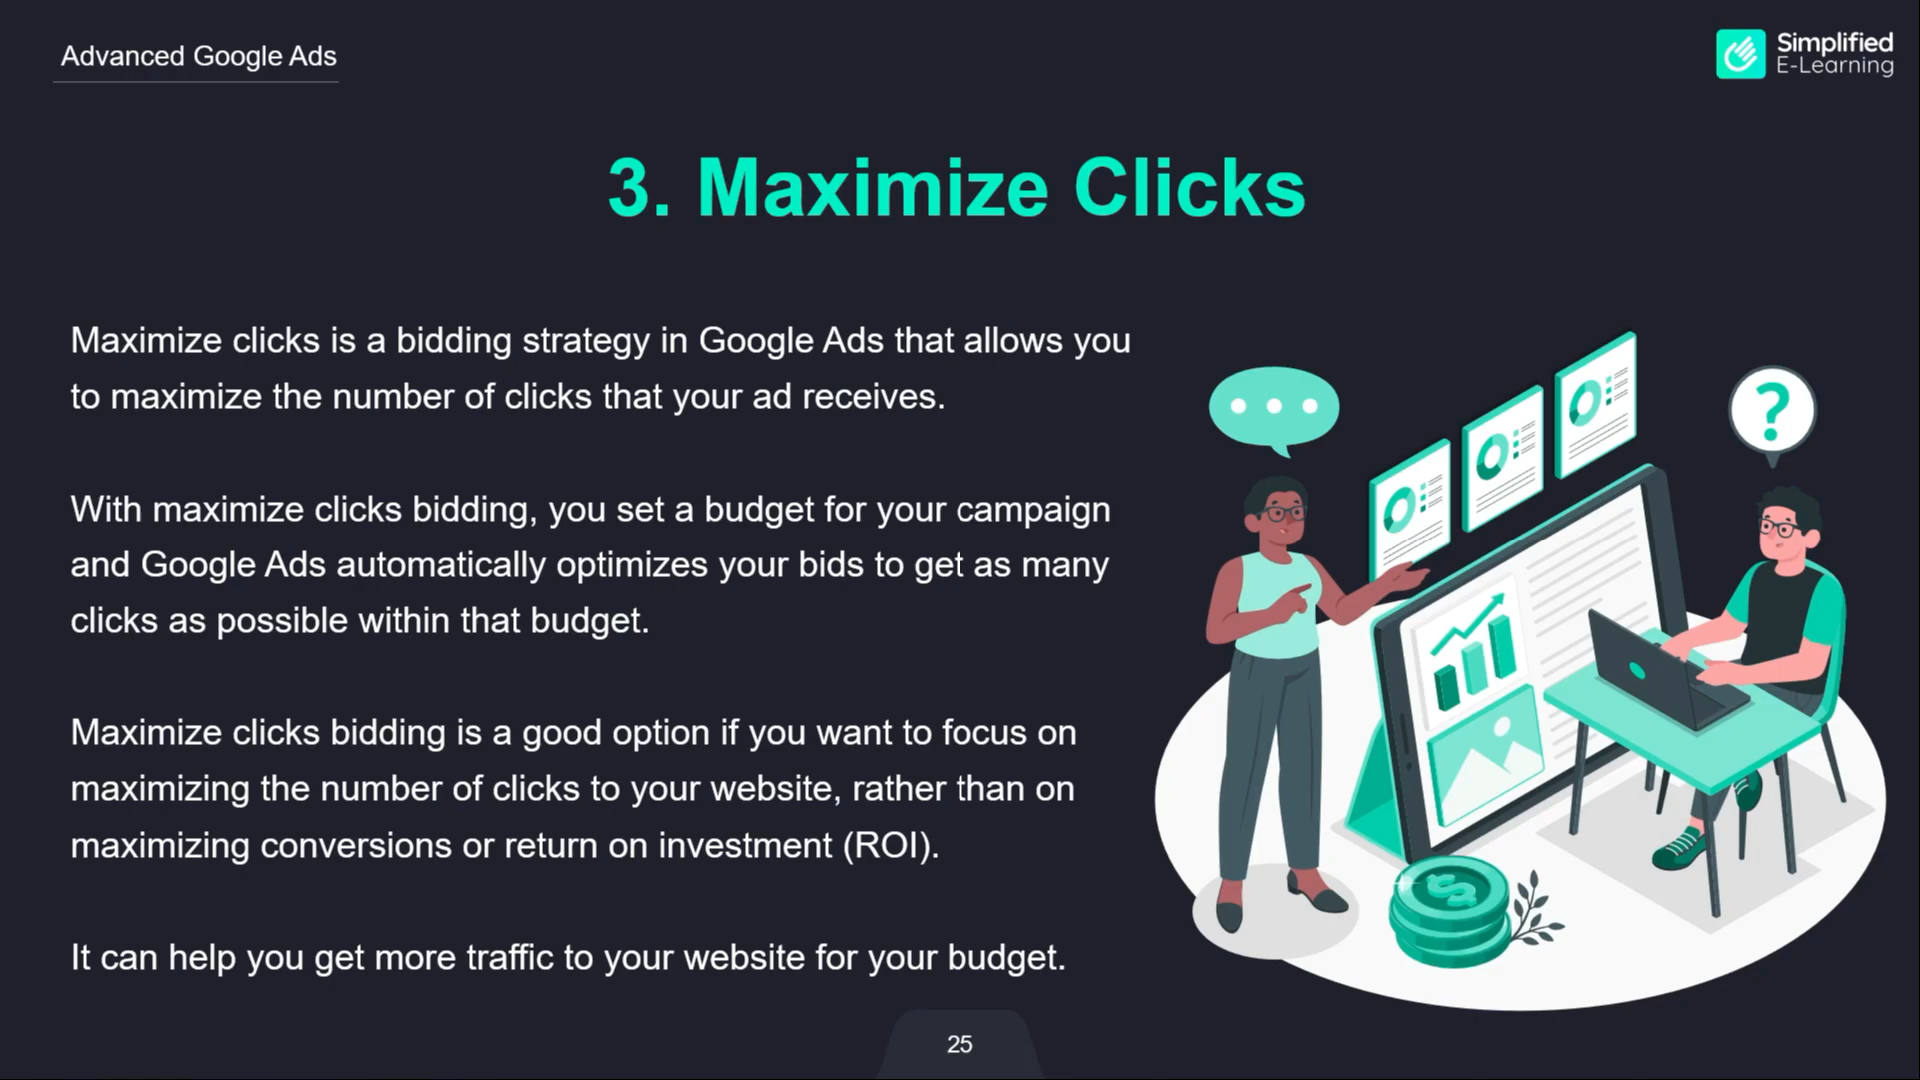 Advanced Google Ads
Simplified
E-Learning
3. Maximize Clicks
Maximize clicks is a bidding strategy in Google Ads that allows you
to maximize the number of clicks that your ad receives.
With maximize clicks bidding, you set a budget for your campaign
and Google Ads automatically optimizes your bids to get as many
clicks as possible within that budget.
Maximize clicks bidding is a good option if you want to focus on
maximizing the number of clicks to your website, rather than on
maximizing conversions or return on investment (ROI).
It can help you get more traffic to your website for your budget.
?
$
25